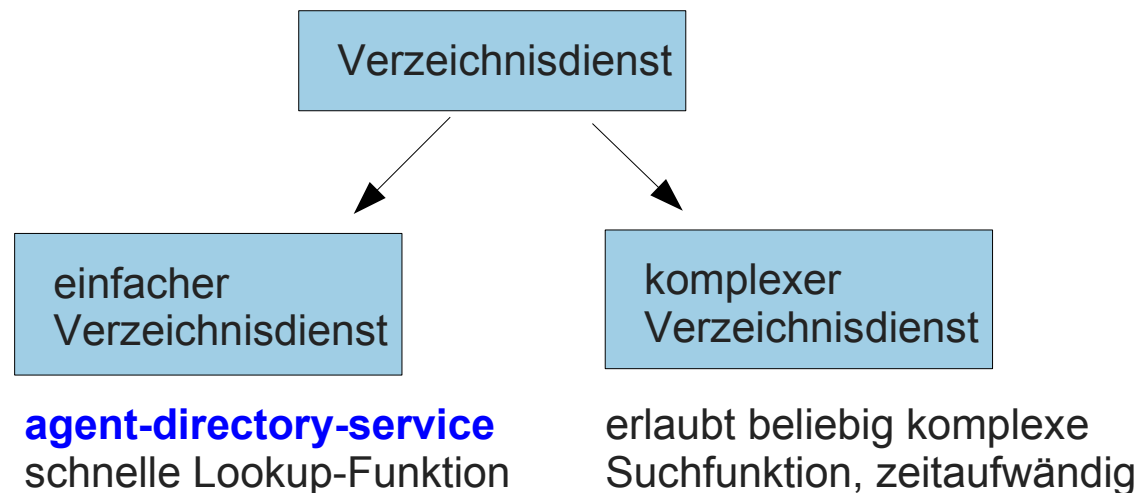 Verzeichnisdienst
einfacher
Verzeichnisdienst
komplexer
Verzeichnisdienst
agent-directory-service
schnelle Lookup-Funktion
erlaubt beliebig komplexe
Suchfunktion, zeitaufwändig